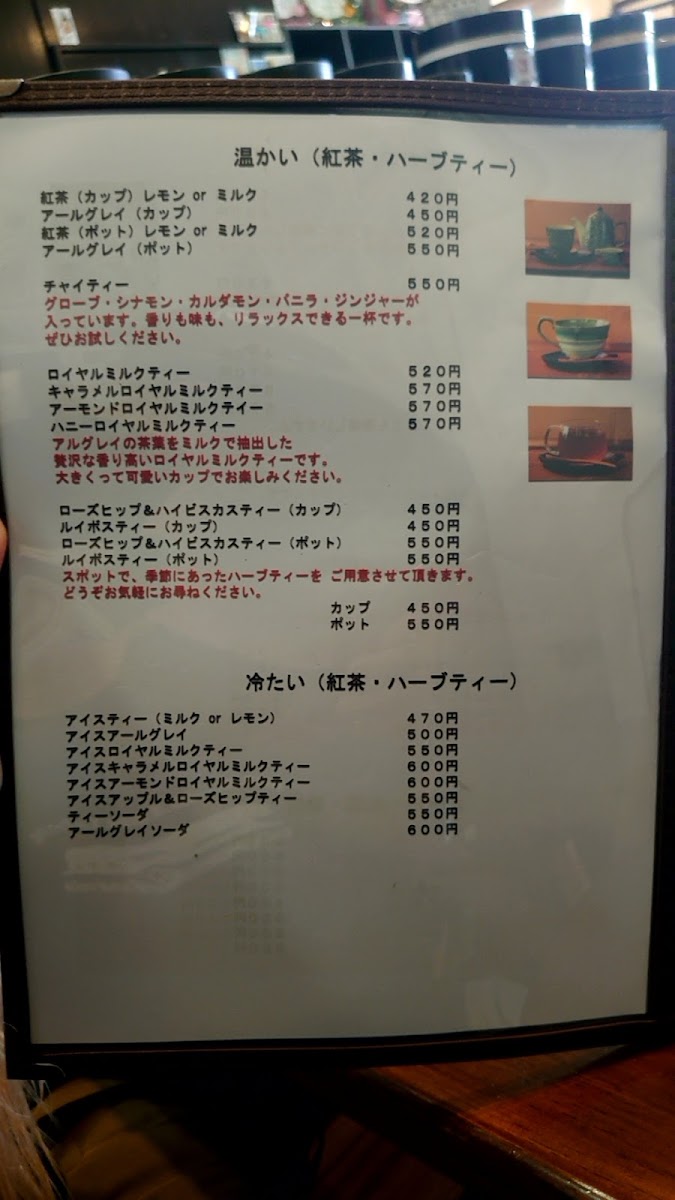 温かい（紅茶・ハーブティー）
紅茶（カップ）レモン or ミルク ４２０円
アールグレイ（カップ） ４５０円
紅茶（ポット）レモン or ミルク ５２０円
アールグレイ（ポット） ５５０円
チャイティー ５５０円
グローブ・シナモン・カルダモン・バニラ・ジンジャーが
入っています。香りも味も、リラックスできる一杯です。
ぜひお試しください。
ロイヤルミルクティー ５２０円
キャラメルロイヤルミルクティー ５７０円
アーモンドロイヤルミルクテイー ５７０円
ハニーロイヤルミルクティー ５７０円
アルグレイの茶葉をミルクで抽出した
贅沢な香り高いロイヤルミルクティーです。
大きくって可愛いカップでお楽しみください。
ローズヒップ＆ハイビスカスティー（カップ） ４５０円
ルイボスティー（カップ） ４５０円
ローズヒップ＆ハイビスカスティー（ポット） ５５０円
ルイボスティー（ポット） ５５０円
スポットで、季節にあったハーブティーを ご用意させて頂きます。
どうぞお気軽にお尋ねください。
カップ ４５０円
ポット ５５０円
冷たい（紅茶・ハーブティー）
アイスティー（ミルク or レモン） ４７０円
アイスアールグレイ ５００円
アイスロイヤルミルクティー ５５０円
アイスキャラメルロイヤルミルクティー ６００円
アイスアーモンドロイヤルミルクティー ６００円
アイスアップル＆ローズヒップティー ５５０円
ティーソーダ ５５０円
アールグレイソーダ ６００円